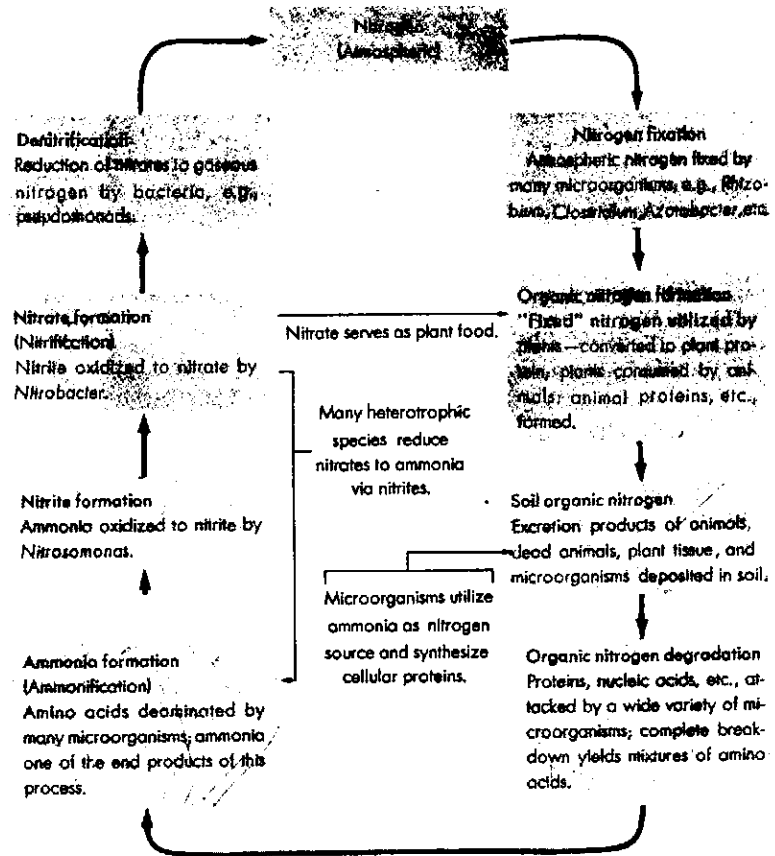 Nitrogen
(Atmospheric)
Denitrification
Reduction of nitrates to gaseous
nitrogen by bacteria, e.g.,
pseudomonads.
Nitrogen fixation
Atmospheric nitrogen fixed by
many microorganisms, e.g., Rhizo-
bium, Clostridium, Azotobacter, etc.
Nitrate formation
(Nitrification)
Nitrite oxidized to nitrate by
Nitrobacter.
Nitrate serves as plant food.
Organic nitrogen formation
"Fixed" nitrogen utilized by
plants—converted to plant pro-
tein, plants consumed by ani-
mals; animal proteins, etc.,
formed.
Many heterotrophic
species reduce
nitrates to ammonia
via nitrites.
Nitrite formation
Ammonia oxidized to nitrite by
Nitrosomonas.
Soil organic nitrogen
Excretion products of animals,
dead animals, plant tissue, and
microorganisms deposited in soil.
Microorganisms utilize
ammonia as nitrogen
source and synthesize
cellular proteins.
Ammonia formation
(Ammonification)
Amino acids deaminated by
many microorganisms; ammonia
one of the end products of this
process.
Organic nitrogen degradation
Proteins, nucleic acids, etc., at-
tacked by a wide variety of mi-
croorganisms; complete break-
down yields mixtures of amino
acids.